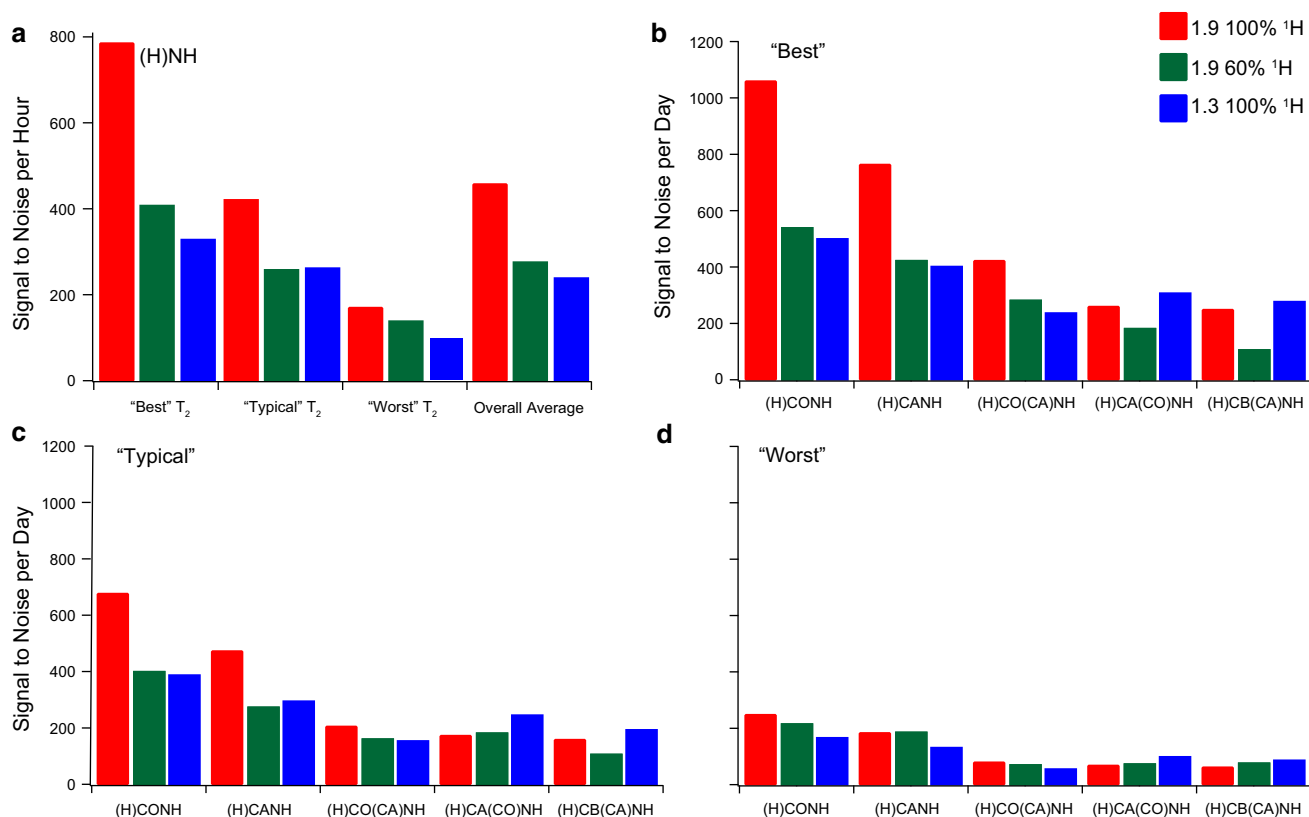 a
(H)NH
Signal to Noise per Hour
800
600
400
200
0
“Best” T2
“Typical” T2
“Worst” T2
Overall Average
b
“Best”
1.9 100% ¹H
1.9 60% ¹H
1.3 100% ¹H
Signal to Noise per Day
1200
1000
800
600
400
200
0
(H)CONH
(H)CANH
(H)CO(CA)NH
(H)CA(CO)NH
(H)CB(CA)NH
c
“Typical”
Signal to Noise per Day
1200
1000
800
600
400
200
0
(H)CONH
(H)CANH
(H)CO(CA)NH
(H)CA(CO)NH
(H)CB(CA)NH
d
“Worst”
(H)CONH
(H)CANH
(H)CO(CA)NH
(H)CA(CO)NH
(H)CB(CA)NH